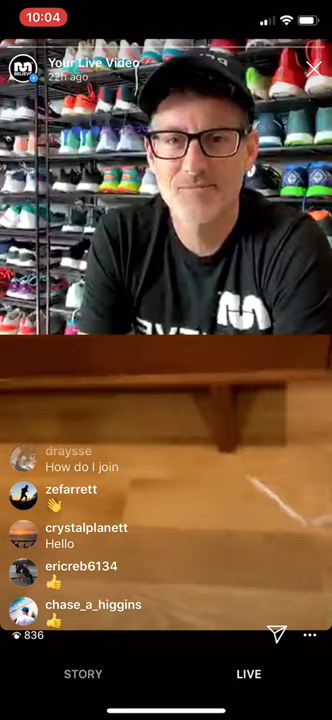 10:04
Your Live Video
22h ago
BELIEVE
draysse
How do I join
zefarrett
👋
crystalplanett
Hello
ericreb6134
👍
chase_a_higgins
👍
836
STORY
LIVE